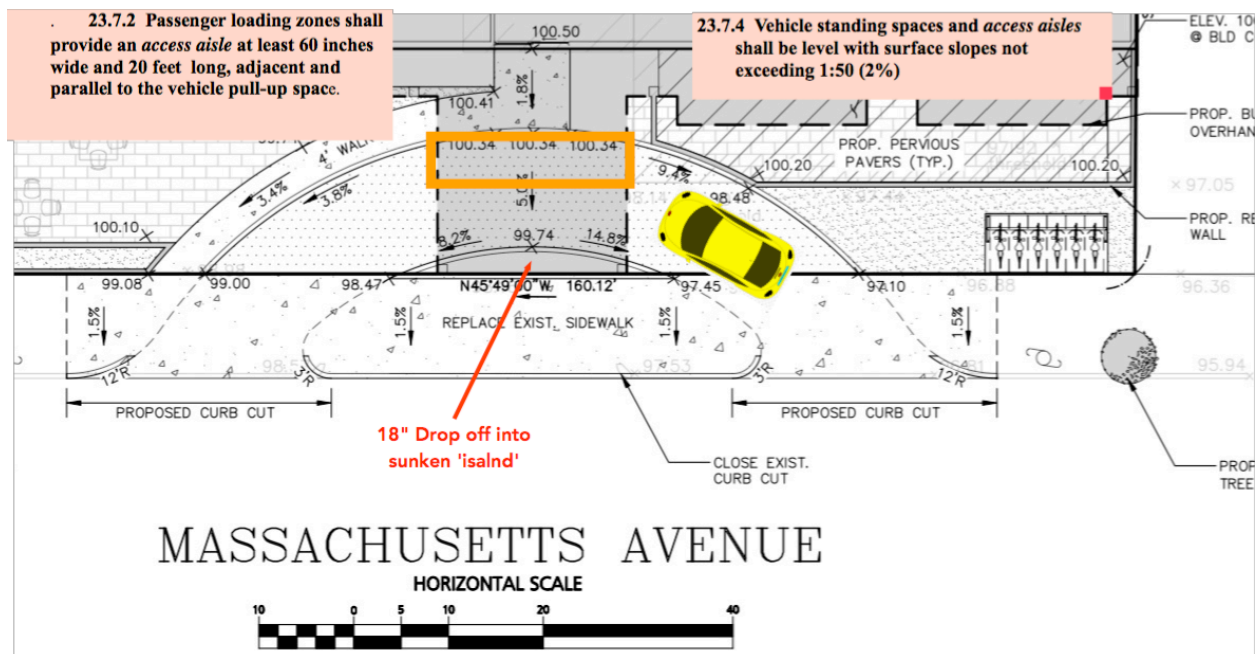 . 23.7.2 Passenger loading zones shall
provide an access aisle at least 60 inches
wide and 20 feet long, adjacent and
parallel to the vehicle pull-up space.
23.7.4 Vehicle standing spaces and access aisles
shall be level with surface slopes not
exceeding 1:50 (2%)
ELEV. 100
@ BLD C
100.50
1.8%
100.41
PROP. BU
OVERHAN
4' WALK
100.34 100.34 100.34
PROP. PERVIOUS
PAVERS (TYP.)
100.20
100.20
9.4%
3.4%
3.8%
5.0%
98.48
97.05
100.10
PROP. RE
WALL
8.2%
99.74
14.8%
99.08
99.00
98.47
N45°49'00"W 160.12'
97.45
97.10
96.88
96.36
1.5%
1.5%
REPLACE EXIST. SIDEWALK
1.5%
1.5%
97.53
95.94
12'R
3'R
3'R
12'R
PROPOSED CURB CUT
PROPOSED CURB CUT
18" Drop off into
sunken 'isalnd'
CLOSE EXIST.
CURB CUT
PROP
TREE
MASSACHUSETTS AVENUE
HORIZONTAL SCALE
10 0 5 10 20 40